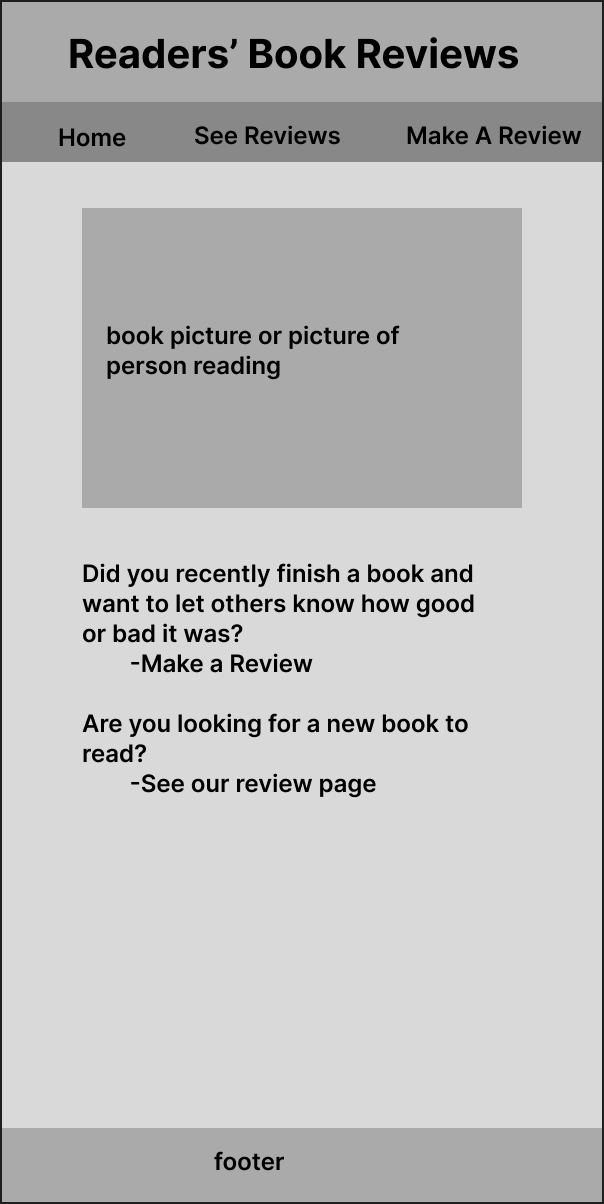 Readers’ Book Reviews
Home See Reviews Make A Review
book picture or picture of
person reading
Did you recently finish a book and
want to let others know how good
or bad it was?
-Make a Review
Are you looking for a new book to
read?
-See our review page
footer